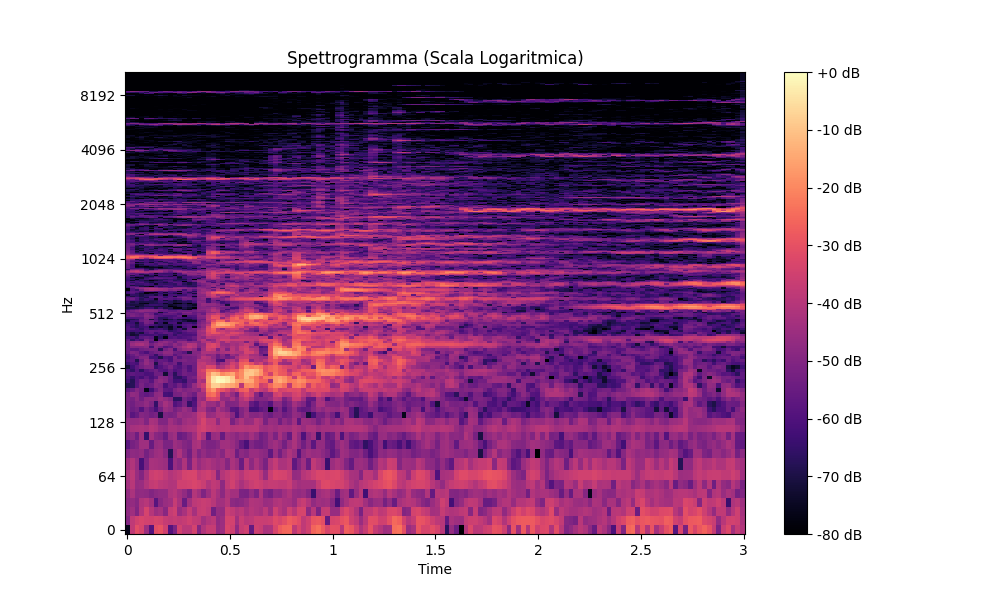 Spettrogramma (Scala Logaritmica)
Hz
8192
4096
2048
1024
512
256
128
64
0
0 0.5 1 1.5 2 2.5 3
Time
+0 dB
-10 dB
-20 dB
-30 dB
-40 dB
-50 dB
-60 dB
-70 dB
-80 dB